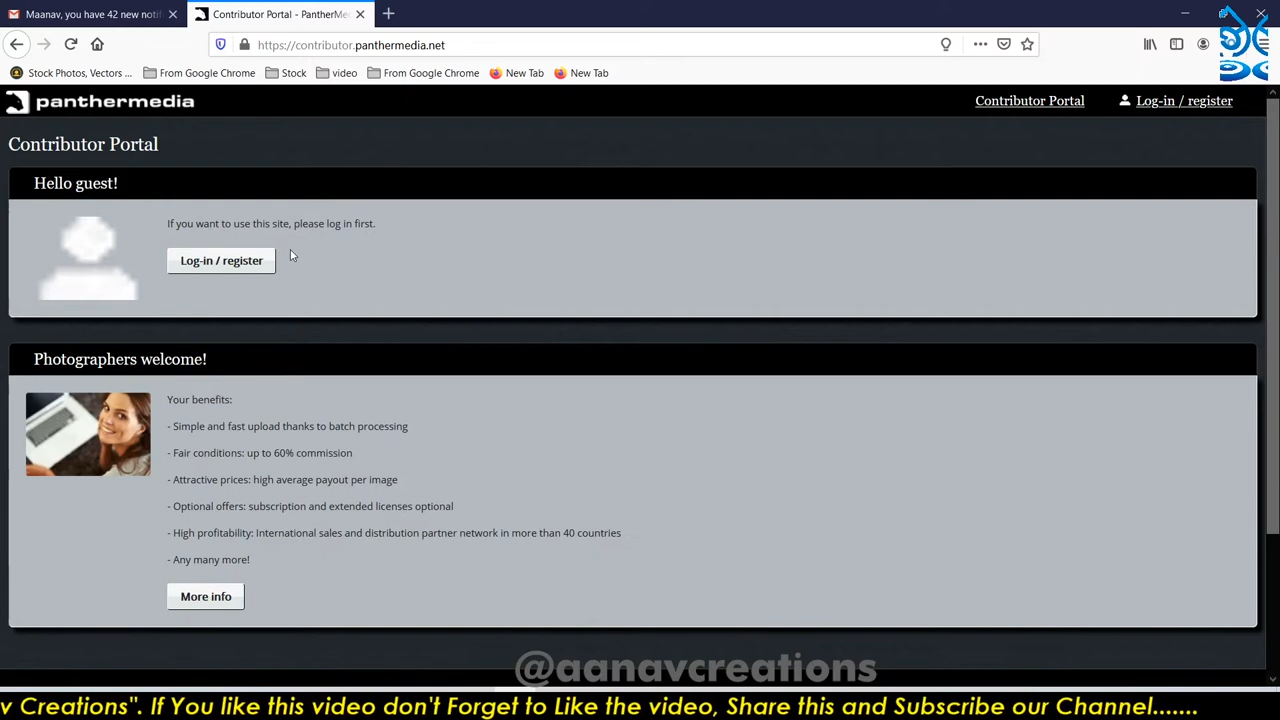 Maanav, you have 42 new notif
Contributor Portal - PantherMe
https://contributor.panthermedia.net
Stock Photos, Vectors ...
From Google Chrome
Stock
video
From Google Chrome
New Tab
New Tab
panthermedia
Contributor Portal
Log-in / register
Contributor Portal
Hello guest!
If you want to use this site, please log in first.
Log-in / register
Photographers welcome!
Your benefits:
- Simple and fast upload thanks to batch processing
- Fair conditions: up to 60% commission
- Attractive prices: high average payout per image
- Optional offers: subscription and extended licenses optional
- High profitability: International sales and distribution partner network in more than 40 countries
- Any many more!
More info
@aanavcreations
v Creations". If You like this video don't Forget to Like the video, Share this and Subscribe our Channel.......